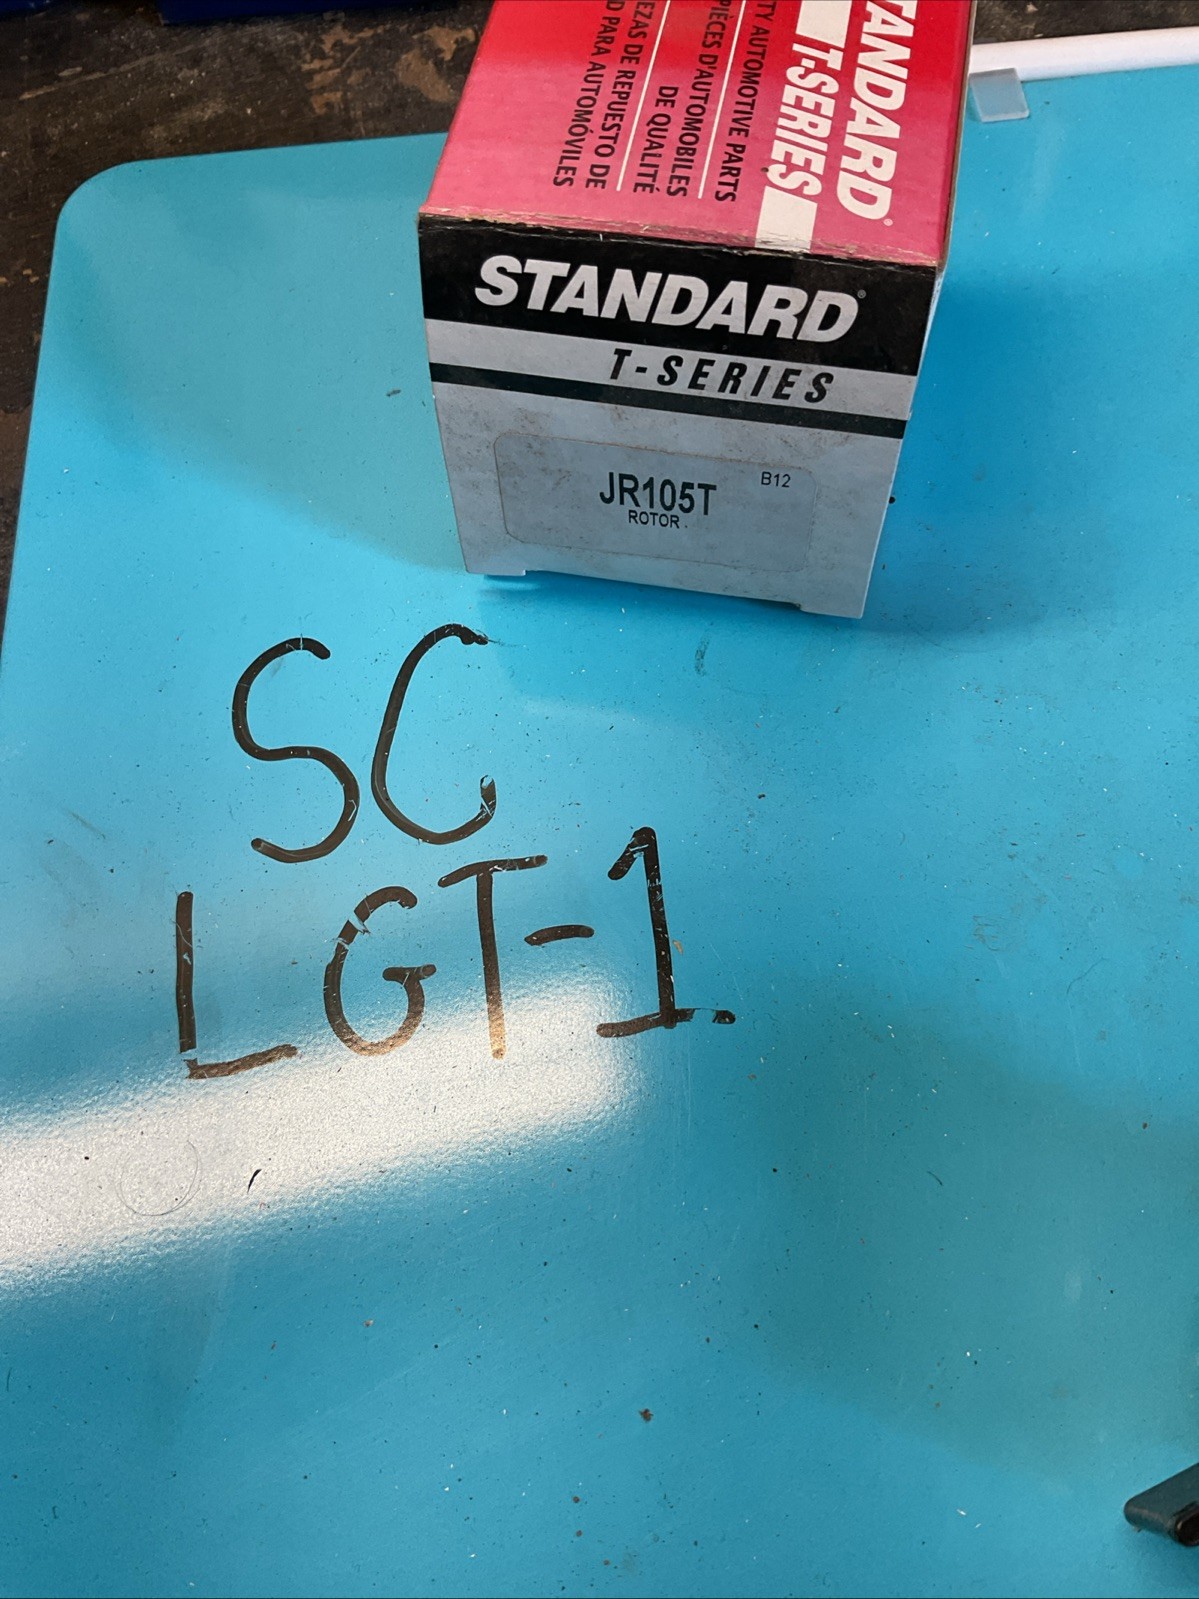 STANDARD®
T-SERIES
TY AUTOMOTIVE PARTS
PIÈCES D'AUTOMOBILES
DE QUALITÉ
DE REPUESTO DE
PARA AUTOMÓVILES
STANDARD®
T-SERIES
JR105T
B12
ROTOR
SC
LGT-1